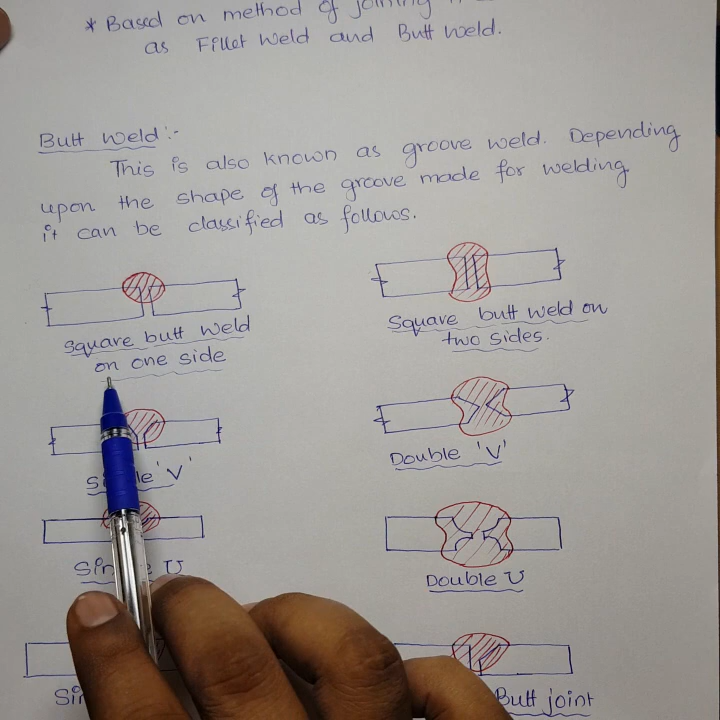 * Based on method of joining
as Fillet Weld and Butt Weld.
Butt Weld:-
This is also known as groove weld. Depending
upon the shape of the groove made for welding
it can be classified as follows.
Square butt weld
on one side
Square butt weld on
two sides.
'V'
Double 'V'
U
Double U
Butt joint